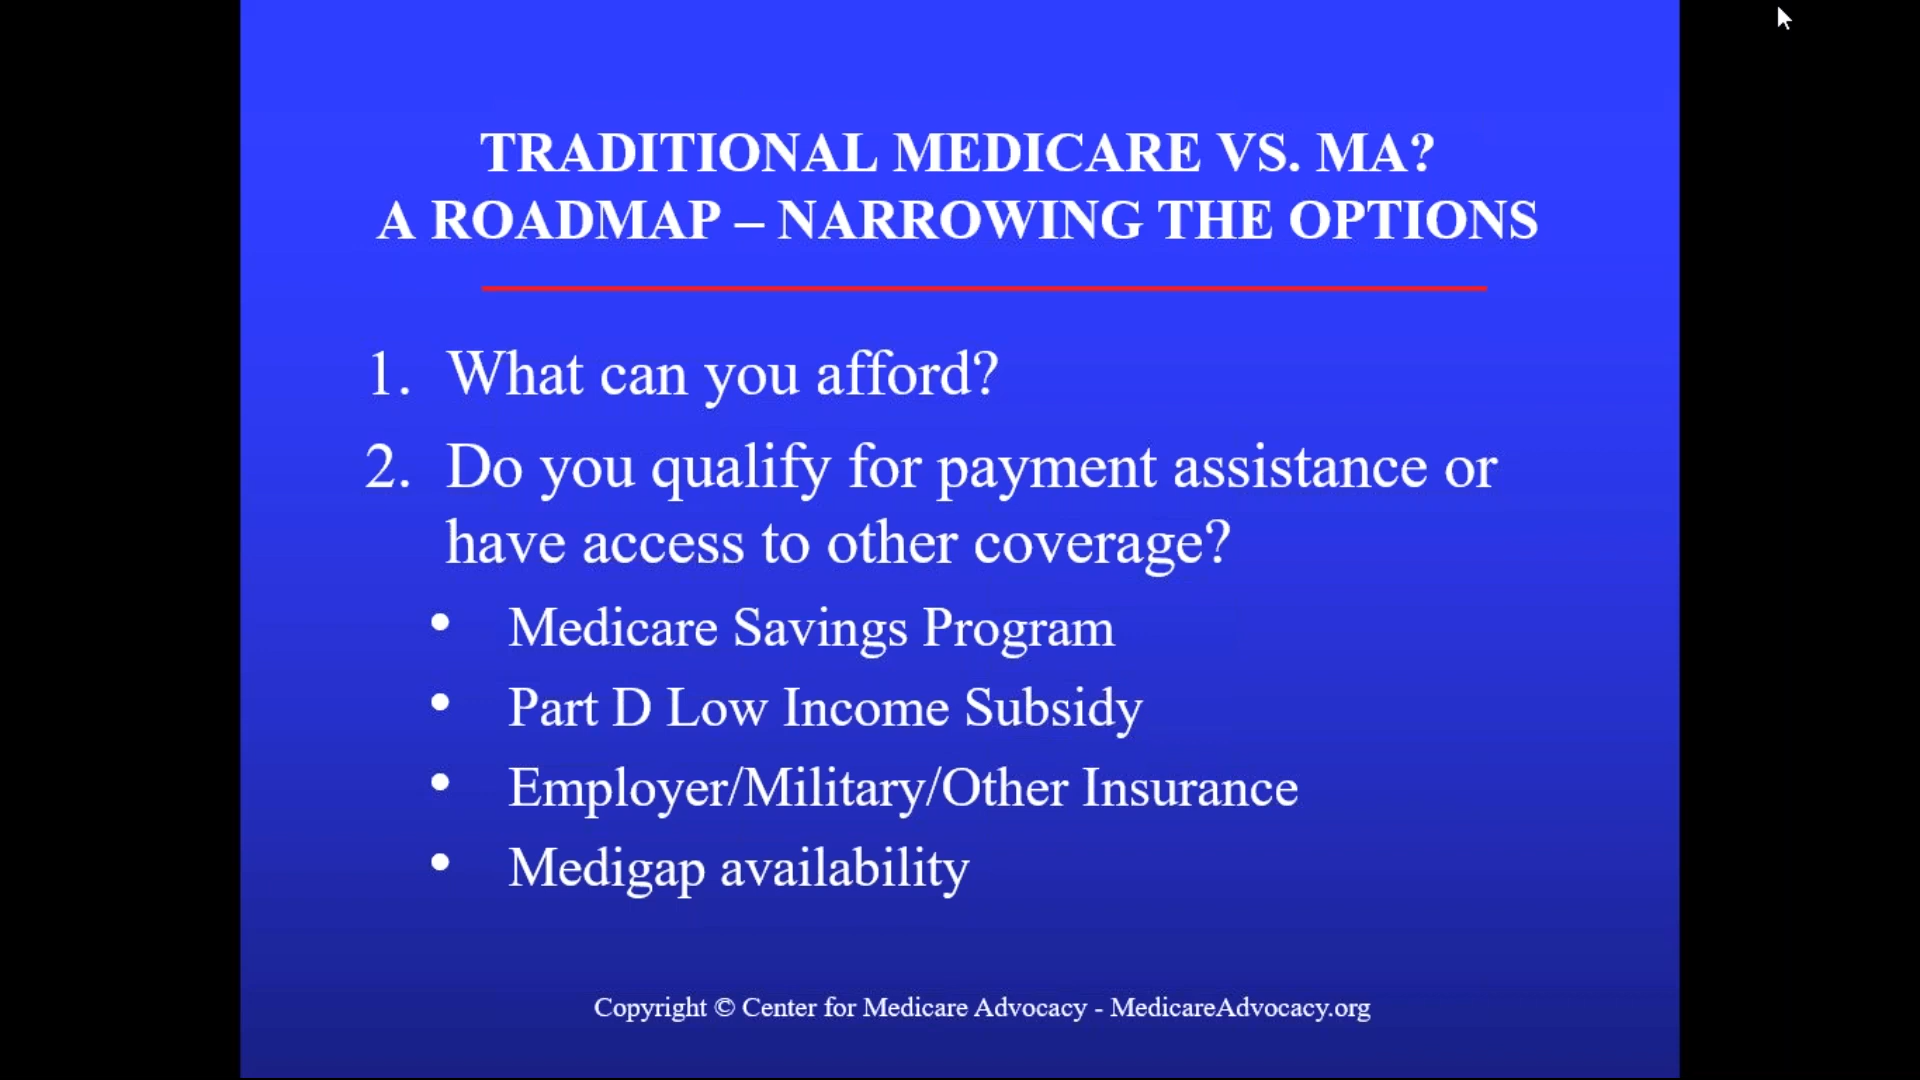 TRADITIONAL MEDICARE VS. MA?
A ROADMAP – NARROWING THE OPTIONS
1. What can you afford?
2. Do you qualify for payment assistance or
have access to other coverage?
• Medicare Savings Program
• Part D Low Income Subsidy
• Employer/Military/Other Insurance
• Medigap availability
Copyright © Center for Medicare Advocacy - MedicareAdvocacy.org